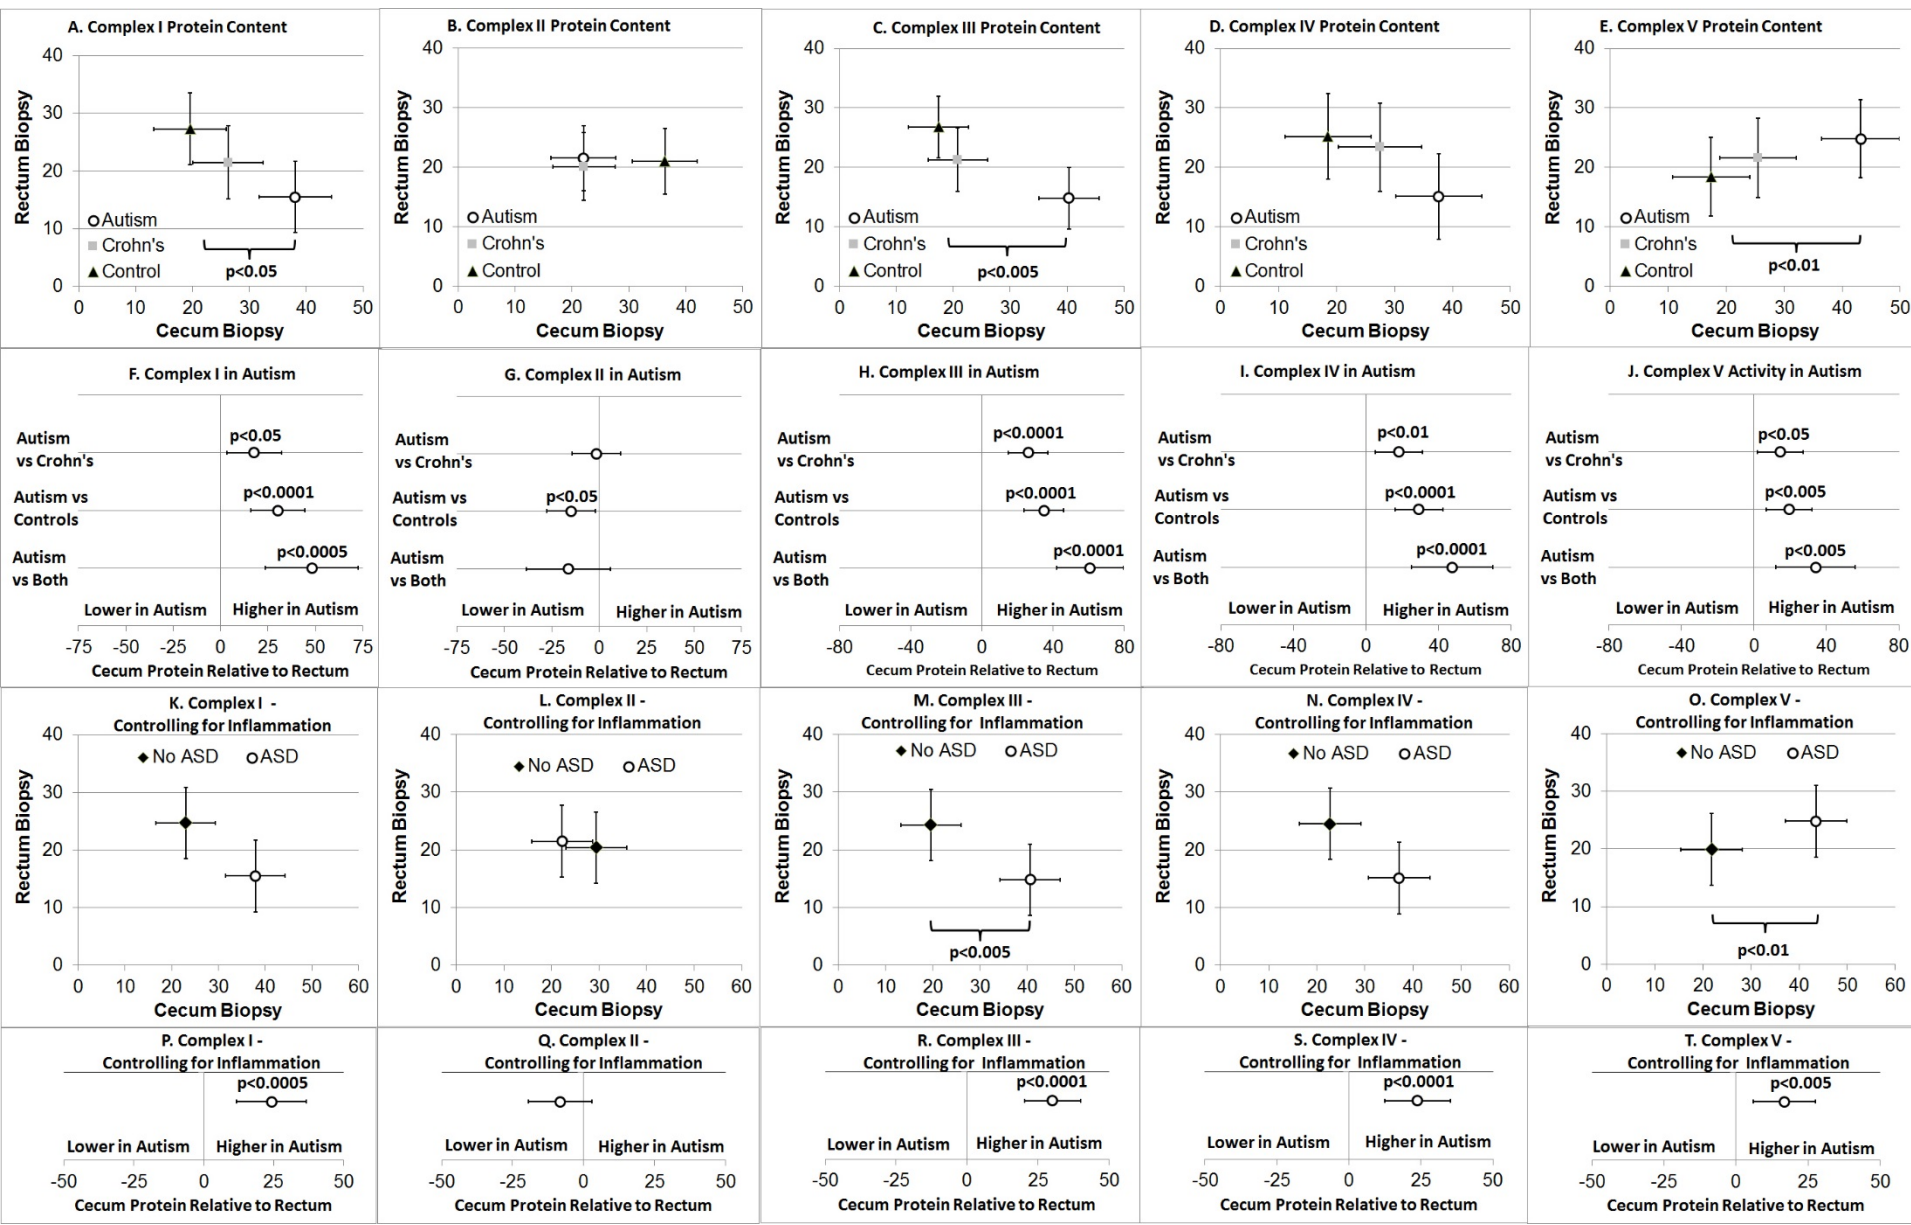 A. Complex I Protein Content
Rectum Biopsy
40
30
20
10
0
Autism
Crohn's
Control
p<0.05
0 10 20 30 40 50
Cecum Biopsy
B. Complex II Protein Content
Rectum Biopsy
40
30
20
10
0
Autism
Crohn's
Control
0 10 20 30 40 50
Cecum Biopsy
C. Complex III Protein Content
Rectum Biopsy
40
30
20
10
0
Autism
Crohn's
Control
p<0.005
0 10 20 30 40 50
Cecum Biopsy
D. Complex IV Protein Content
Rectum Biopsy
40
30
20
10
0
Autism
Crohn's
Control
0 10 20 30 40 50
Cecum Biopsy
E. Complex V Protein Content
Rectum Biopsy
40
30
20
10
0
Autism
Crohn's
Control
p<0.01
0 10 20 30 40 50
Cecum Biopsy
F. Complex I in Autism
Autism
vs Crohn's
p<0.05
Autism vs
Controls
p<0.0001
Autism
vs Both
p<0.0005
Lower in Autism Higher in Autism
-75 -50 -25 0 25 50 75
Cecum Protein Relative to Rectum
G. Complex II in Autism
Autism
vs Crohn's
Autism vs
Controls
p<0.05
Autism
vs Both
Lower in Autism Higher in Autism
-75 -50 -25 0 25 50 75
Cecum Protein Relative to Rectum
H. Complex III in Autism
Autism
vs Crohn's
p<0.0001
Autism vs
Controls
p<0.0001
Autism
vs Both
p<0.0001
Lower in Autism Higher in Autism
-80 -40 0 40 80
Cecum Protein Relative to Rectum
I. Complex IV in Autism
Autism
vs Crohn's
p<0.01
Autism vs
Controls
p<0.0001
Autism
vs Both
p<0.0001
Lower in Autism Higher in Autism
-80 -40 0 40 80
Cecum Protein Relative to Rectum
J. Complex V Activity in Autism
Autism
vs Crohn's
p<0.05
Autism vs
Controls
p<0.005
Autism
vs Both
p<0.005
Lower in Autism Higher in Autism
-80 -40 0 40 80
Cecum Protein Relative to Rectum
K. Complex I -
Controlling for Inflammation
No ASD ASD
Rectum Biopsy
40
30
20
10
0
0 10 20 30 40 50 60
Cecum Biopsy
L. Complex II -
Controlling for Inflammation
No ASD ASD
Rectum Biopsy
40
30
20
10
0
0 10 20 30 40 50 60
Cecum Biopsy
M. Complex III -
Controlling for Inflammation
No ASD ASD
Rectum Biopsy
40
30
20
10
0
p<0.005
0 10 20 30 40 50 60
Cecum Biopsy
N. Complex IV -
Controlling for Inflammation
No ASD ASD
Rectum Biopsy
40
30
20
10
0
0 10 20 30 40 50 60
Cecum Biopsy
O. Complex V -
Controlling for Inflammation
No ASD ASD
Rectum Biopsy
40
30
20
10
0
p<0.01
0 10 20 30 40 50 60
Cecum Biopsy
P. Complex I -
Controlling for Inflammation
p<0.0005
Lower in Autism Higher in Autism
-50 -25 0 25 50
Cecum Protein Relative to Rectum
Q. Complex II -
Controlling for Inflammation
Lower in Autism Higher in Autism
-50 -25 0 25 50
Cecum Protein Relative to Rectum
R. Complex III -
Controlling for Inflammation
p<0.0001
Lower in Autism Higher in Autism
-50 -25 0 25 50
Cecum Protein Relative to Rectum
S. Complex IV -
Controlling for Inflammation
p<0.0001
Lower in Autism Higher in Autism
-50 -25 0 25 50
Cecum Protein Relative to Rectum
T. Complex V -
Controlling for Inflammation
p<0.005
Lower in Autism Higher in Autism
-50 -25 0 25 50
Cecum Protein Relative to Rectum